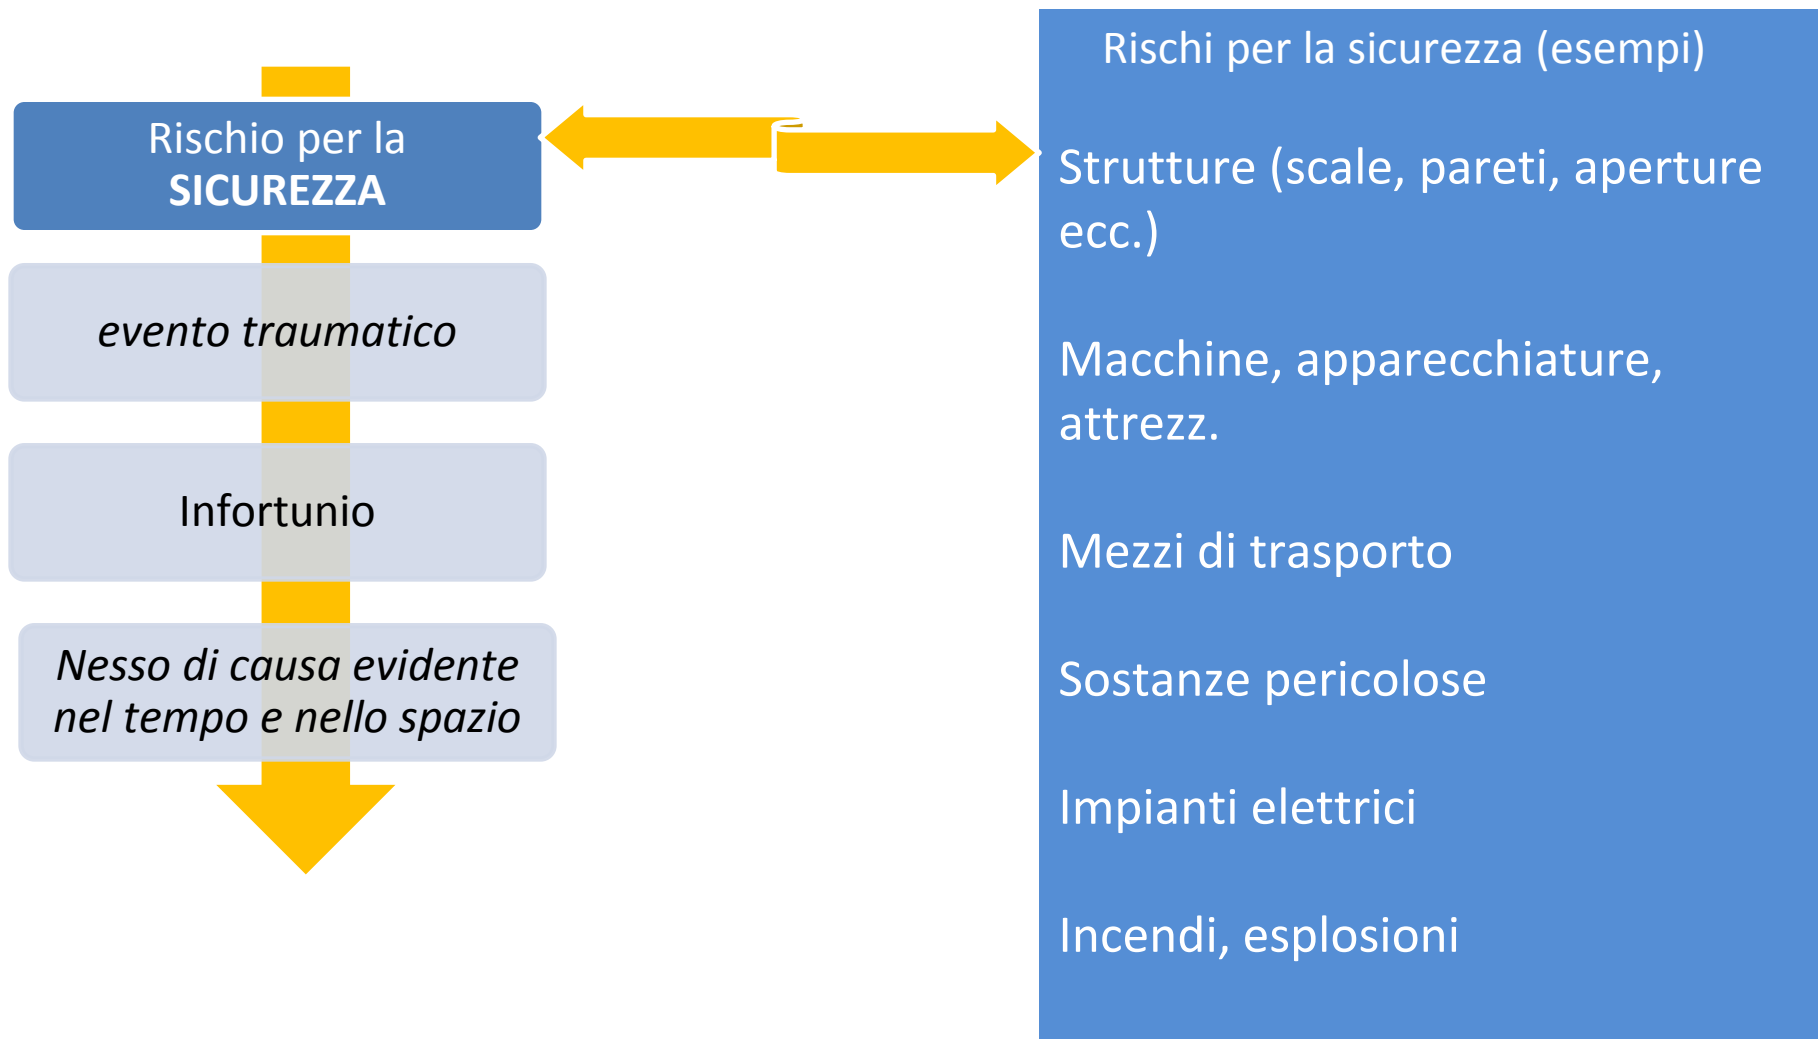 Rischio per la
SICUREZZA
evento traumatico
Infortunio
Nesso di causa evidente
nel tempo e nello spazio
Rischi per la sicurezza (esempi)
Strutture (scale, pareti, aperture
ecc.)
Macchine, apparecchiature,
attrezz.
Mezzi di trasporto
Sostanze pericolose
Impianti elettrici
Incendi, esplosioni